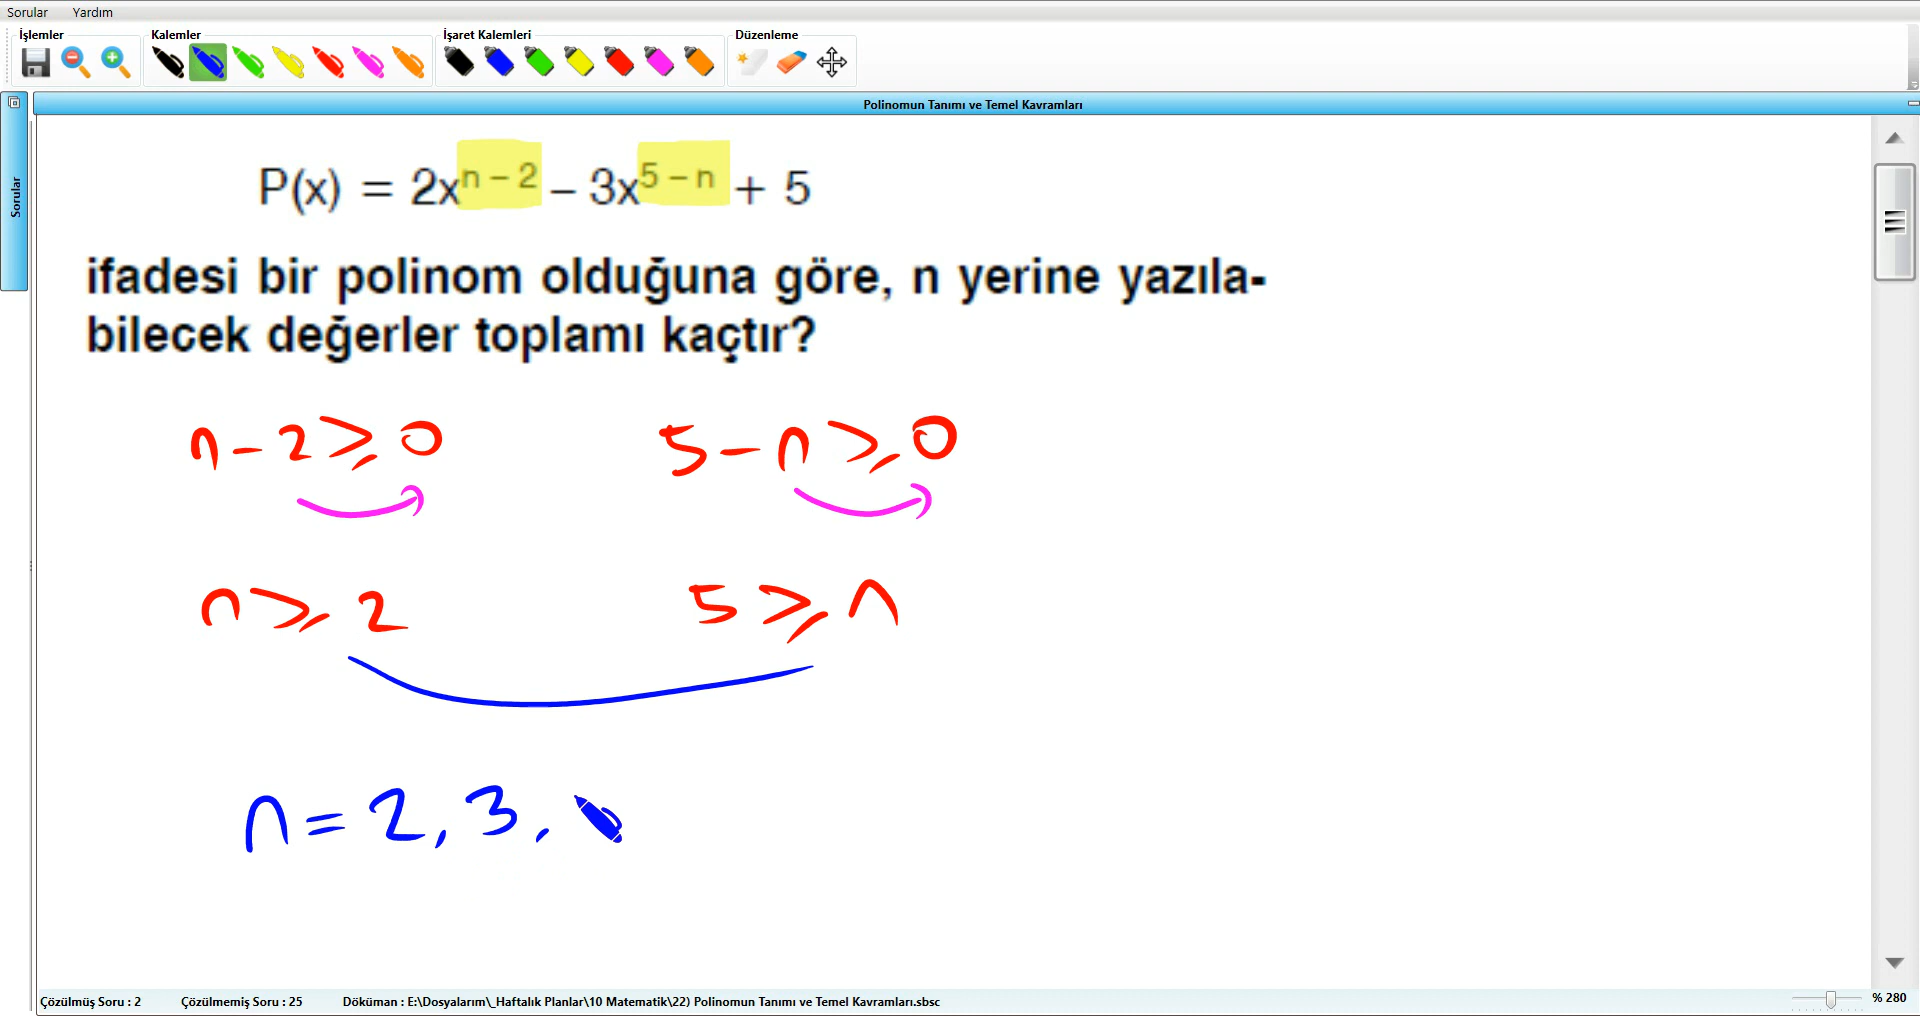 Sorular Yardım
İşlemler Kalemler İşaret Kalemleri Düzenleme
Polinomun Tanımı ve Temel Kavramları
Sorular
P(x) = 2xⁿ⁻² – 3x⁵⁻ⁿ + 5
ifadesi bir polinom olduğuna göre, n yerine yazıla-
bilecek değerler toplamı kaçtır?
n-2⩾0 5-n⩾0
n⩾2 5⩾n
n=2,3,
Çözülmüş Soru : 2 Çözülmemiş Soru : 25 Döküman : E:\Dosyalarım\_Haftalık Planlar\10 Matematik\22) Polinomun Tanımı ve Temel Kavramları.sbsc % 280